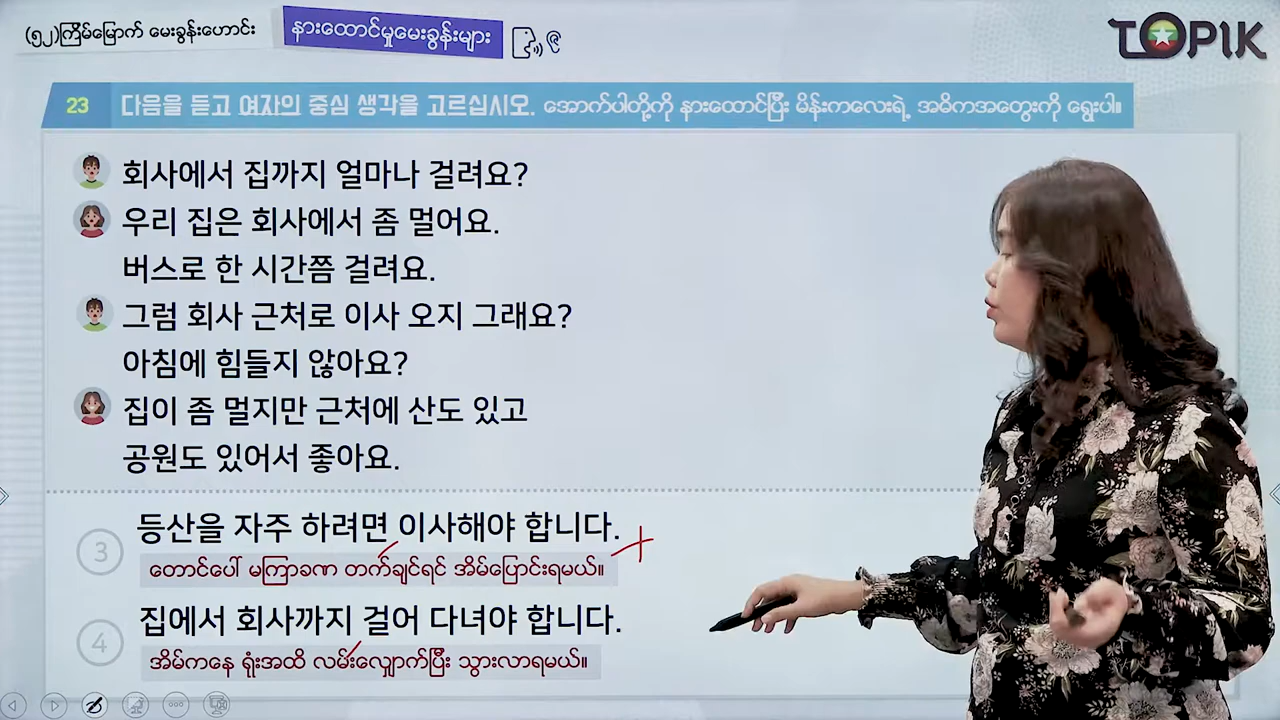 (၅၂)ကြိမ်မြောက် မေးခွန်းဟောင်း
နားထောင်မှုမေးခွန်းများ
၉
TOPIK
23 다음을 듣고 여자의 중심 생각을 고르십시오. အောက်ပါတို့ကို နားထောင်ပြီး မိန်းကလေးရဲ့ အဓိကအတွေးကို ရွေးပါ။
회사에서 집까지 얼마나 걸려요?
우리 집은 회사에서 좀 멀어요.
버스로 한 시간쯤 걸려요.
그럼 회사 근처로 이사 오지 그래요?
아침에 힘들지 않아요?
집이 좀 멀지만 근처에 산도 있고
공원도 있어서 좋아요.
3 등산을 자주 하려면 이사해야 합니다.
တောင်ပေါ် မကြာခဏ တက်ချင်ရင် အိမ်ပြောင်းရမယ်။
4 집에서 회사까지 걸어 다녀야 합니다.
အိမ်ကနေ ရုံးအထိ လမ်းလျှောက်ပြီး သွားလာရမယ်။